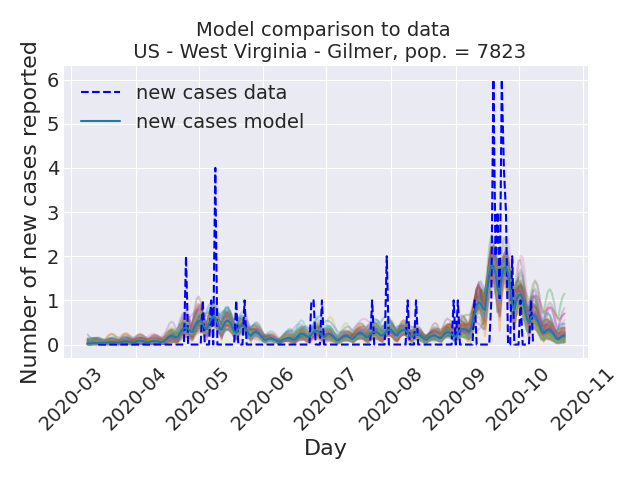 Model comparison to data
US - West Virginia - Gilmer, pop. = 7823
Number of new cases reported
6
5
4
3
2
1
0
new cases data
new cases model
2020-03
2020-04
2020-05
2020-06
2020-07
2020-08
2020-09
2020-10
2020-11
Day